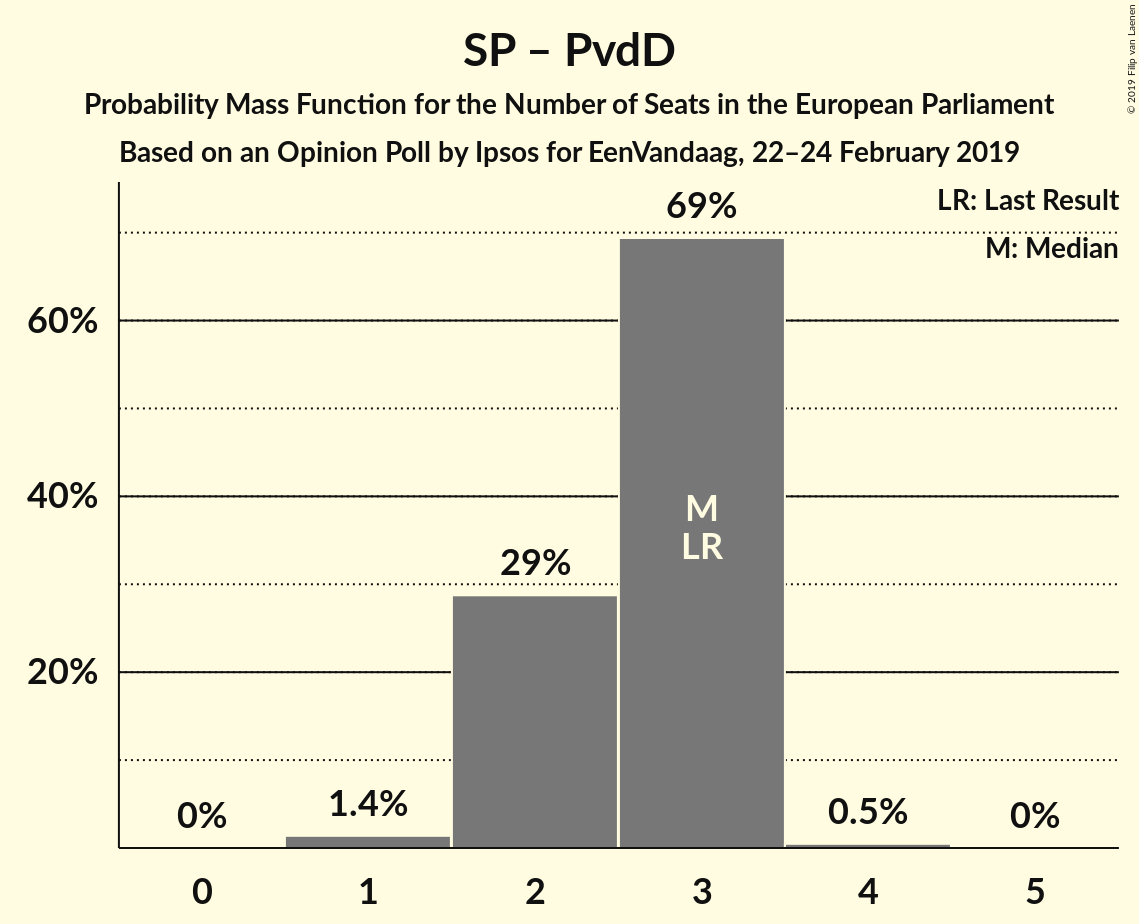 SP – PvdD
Probability Mass Function for the Number of Seats in the European Parliament
Based on an Opinion Poll by Ipsos for EenVandaag, 22–24 February 2019
© 2019 Filip van Laenen
LR: Last Result
M: Median
69%
60%
M
40%
LR
29%
20%
1.4%
0.5%
0%
0%
0 1 2 3 4 5